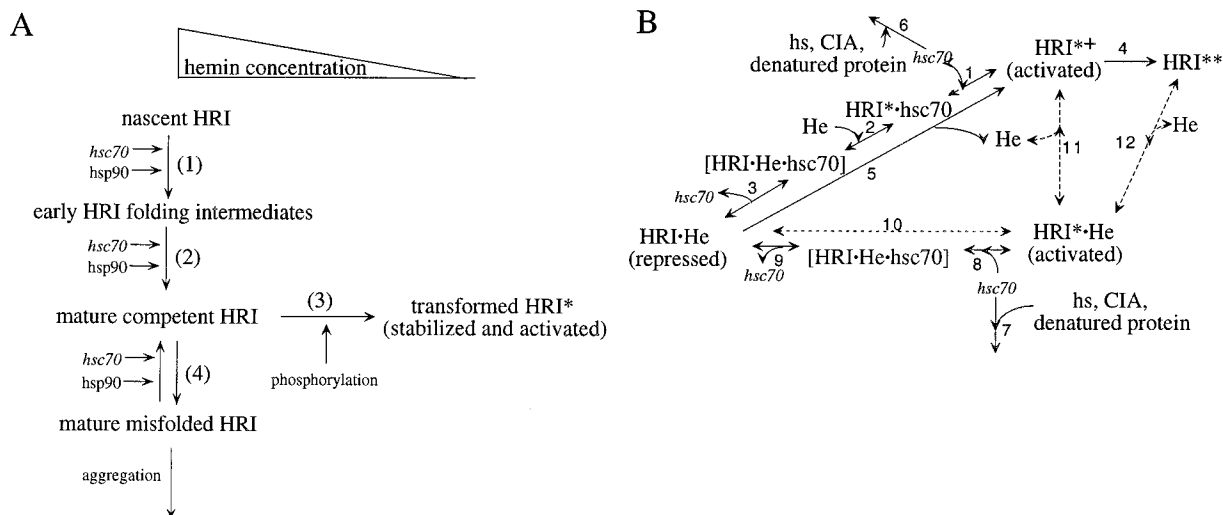 A
hemin concentration
nascent HRI
hsc70
hsp90
(1)
early HRI folding intermediates
hsc70
hsp90
(2)
mature competent HRI
(3)
transformed HRI*
(stabilized and activated)
phosphorylation
hsc70
hsp90
(4)
mature misfolded HRI
aggregation
B
6
hs, CIA,
denatured protein
hsc70
1
HRI*+
(activated)
4
HRI**
HRI*·hsc70
He
2
He
11
12
He
[HRI·He·hsc70]
5
hsc70
3
10
HRI·He
(repressed)
9
hsc70
[HRI·He·hsc70]
8
HRI*·He
(activated)
hsc70
hs, CIA,
denatured protein
7